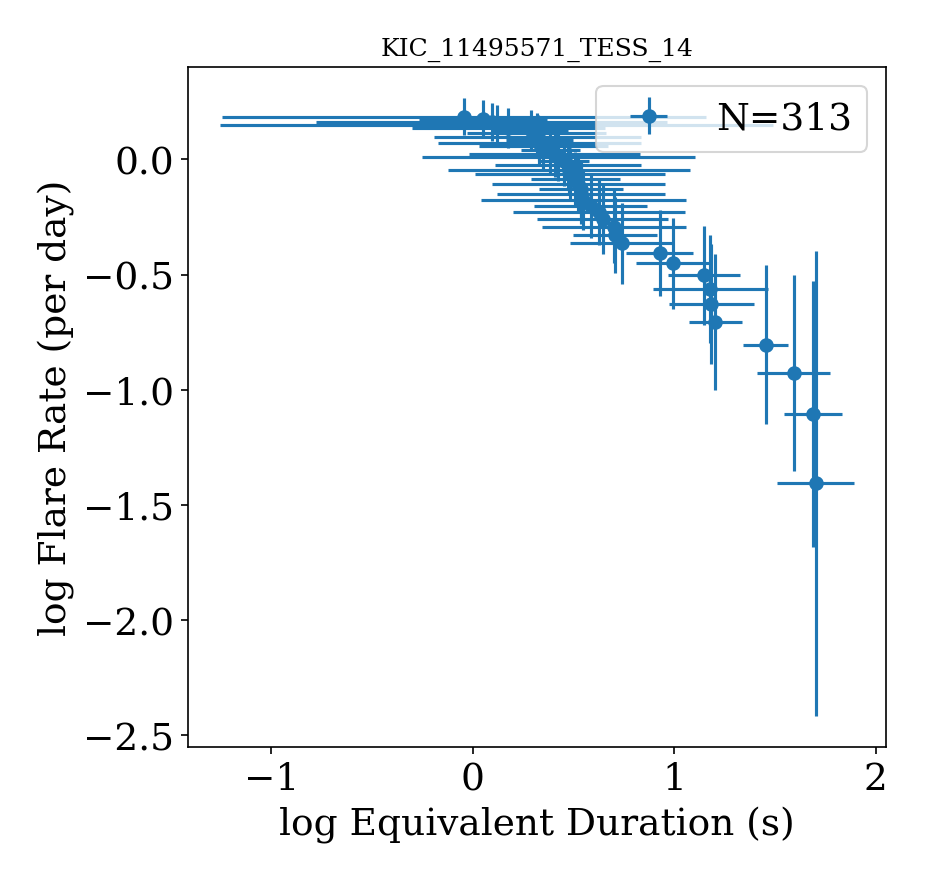 KIC_11495571_TESS_14
N=313
log Flare Rate (per day)
0.0
−0.5
−1.0
−1.5
−2.0
−2.5
−1 0 1 2
log Equivalent Duration (s)